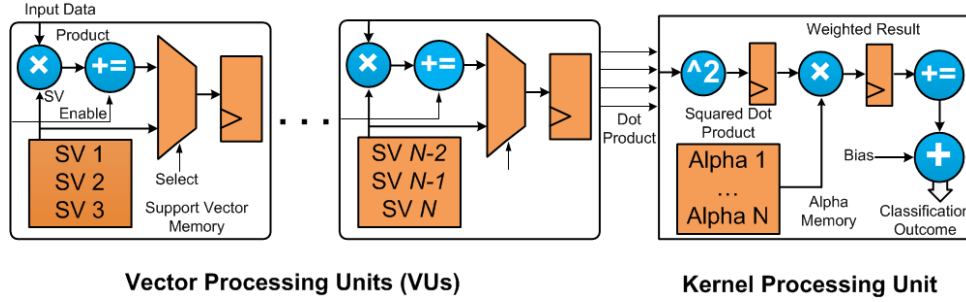 Input Data
Product
×
+=
SV
Enable
SV 1
SV 2
SV 3
Select
Support Vector
Memory
. . .
×
+=
SV N-2
SV N-1
SV N
Dot
Product
Weighted Result
^2
×
+=
Squared Dot
Product
Bias
+
Alpha 1
...
Alpha N
Alpha
Memory
Classification
Outcome
Vector Processing Units (VUs)
Kernel Processing Unit